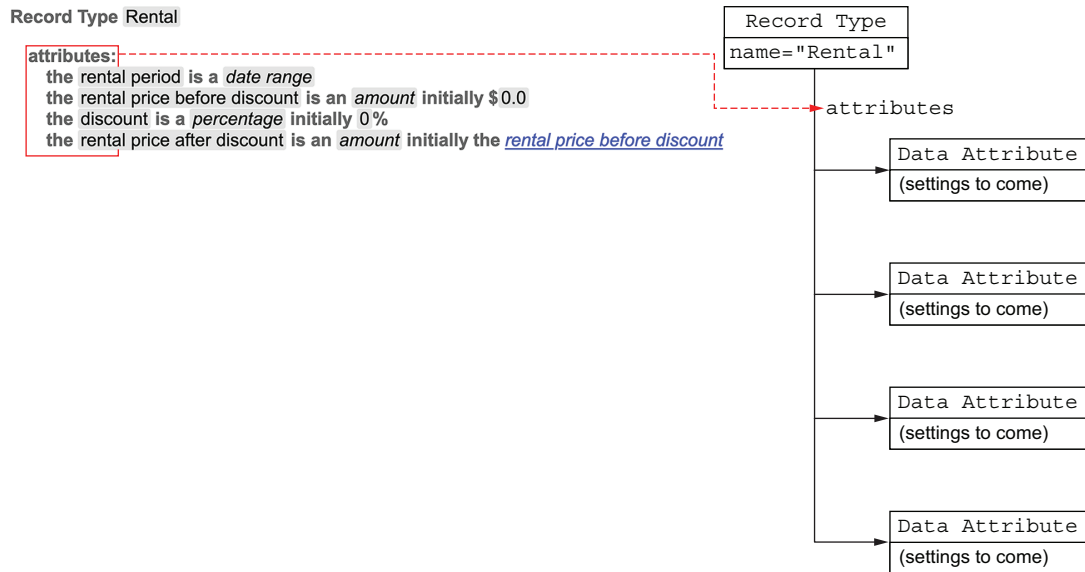 Record Type Rental
attributes:
the rental period is a date range
the rental price before discount is an amount initially $0.0
the discount is a percentage initially 0%
the rental price after discount is an amount initially the rental price before discount
Record Type
name="Rental"
attributes
Data Attribute
(settings to come)
Data Attribute
(settings to come)
Data Attribute
(settings to come)
Data Attribute
(settings to come)